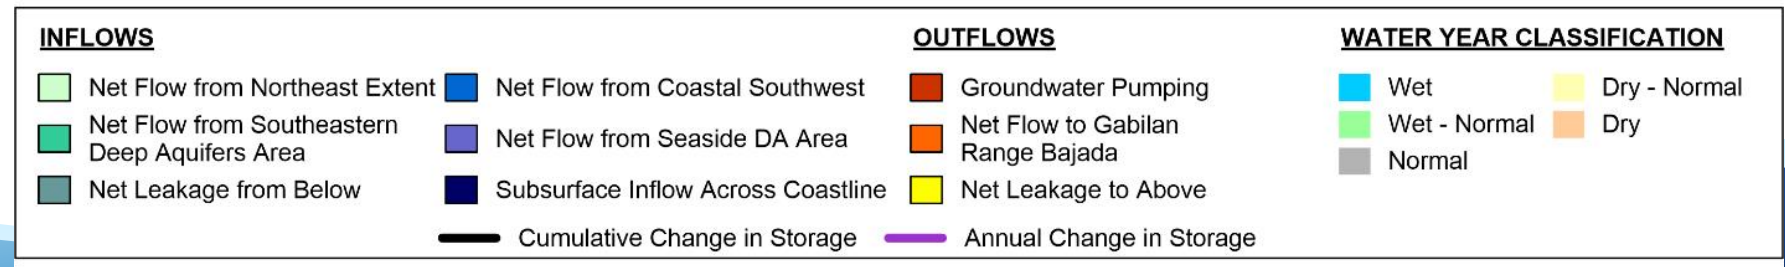 INFLOWS
Net Flow from Northeast Extent
Net Flow from Southeastern
Deep Aquifers Area
Net Leakage from Below
Net Flow from Coastal Southwest
Net Flow from Seaside DA Area
Subsurface Inflow Across Coastline
OUTFLOWS
Groundwater Pumping
Net Flow to Gabilan
Range Bajada
Net Leakage to Above
WATER YEAR CLASSIFICATION
Wet
Wet - Normal
Normal
Dry - Normal
Dry
Cumulative Change in Storage
Annual Change in Storage